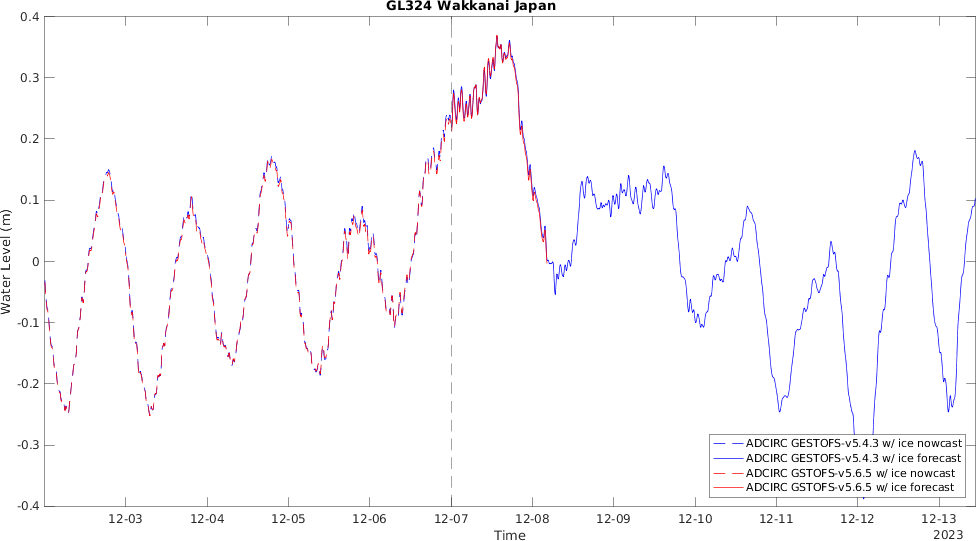 GL324 Wakkanai Japan
0.4
0.3
0.2
0.1
0
-0.1
-0.2
-0.3
-0.4
Water Level (m)
ADCIRC GESTOFS-v5.4.3 w/ ice nowcast
ADCIRC GESTOFS-v5.4.3 w/ ice forecast
ADCIRC GSTOFS-v5.6.5 w/ ice nowcast
ADCIRC GSTOFS-v5.6.5 w/ ice forecast
12-03 12-04 12-05 12-06 12-07 12-08 12-09 12-10 12-11 12-12 12-13
Time
2023